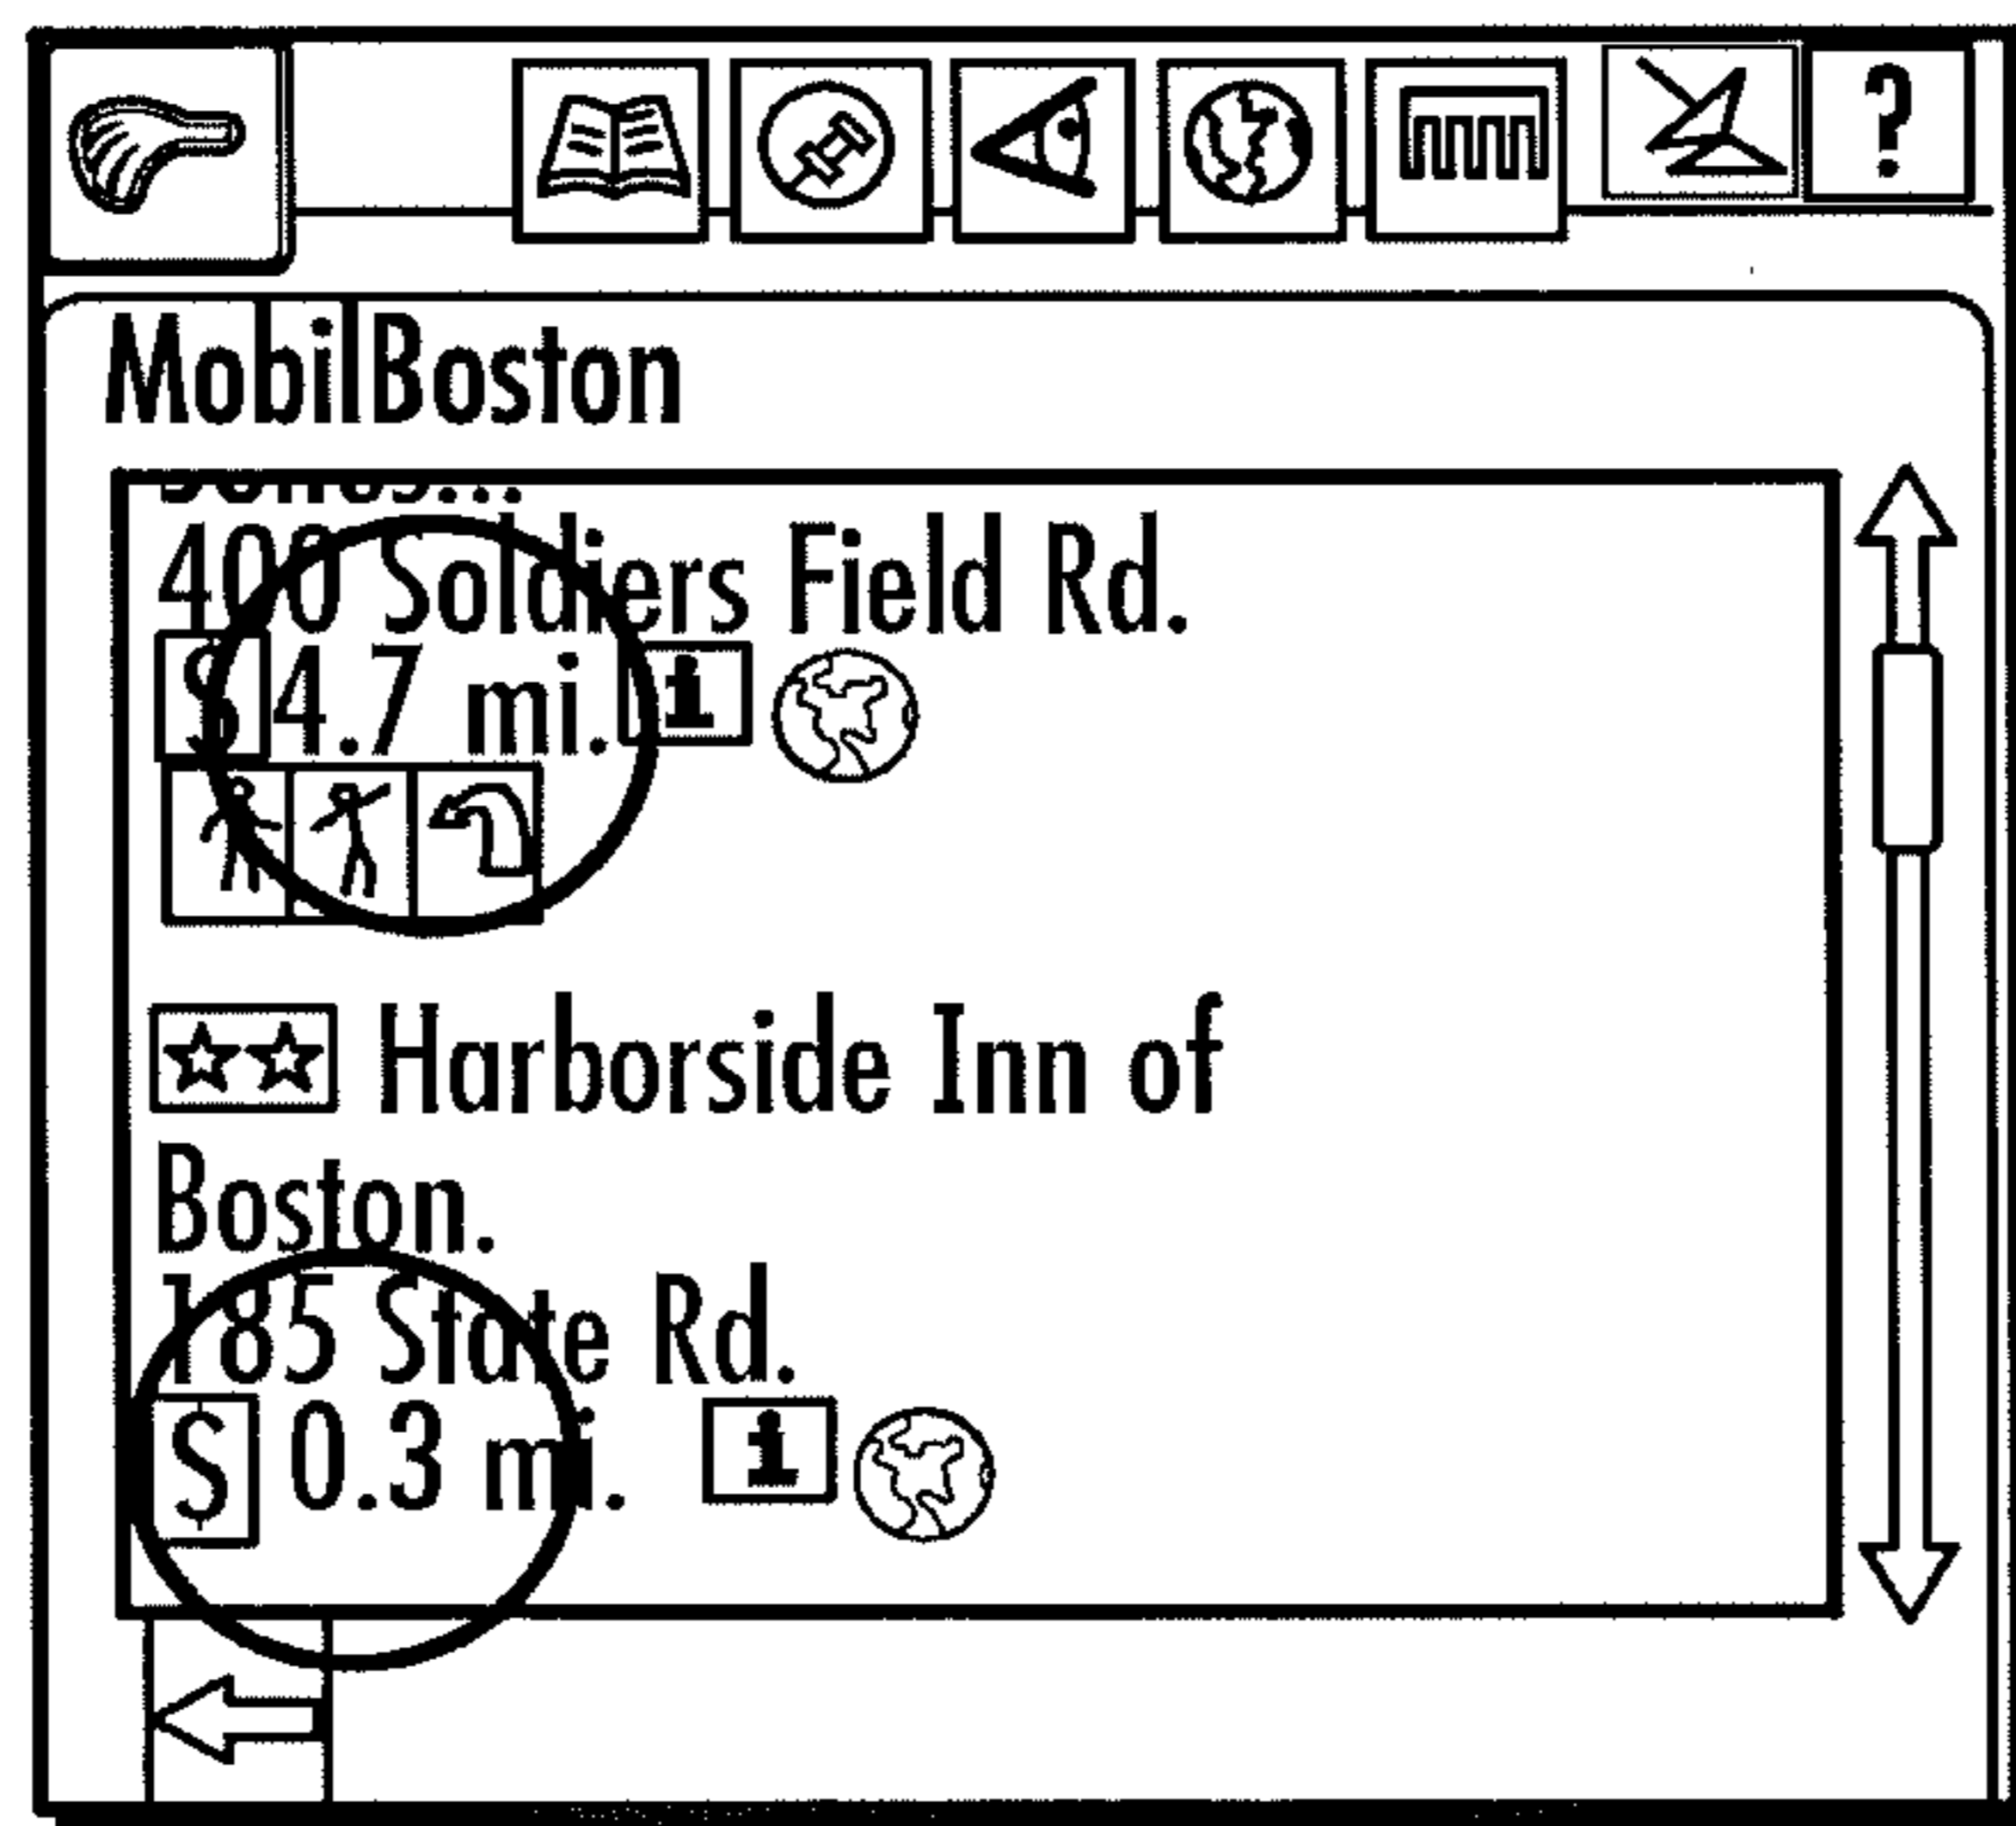 ?
MobilBoston
400 Soldiers Field Rd.
$ 4.7 mi. i
Harborside Inn of
Boston.
185 State Rd.
$ 0.3 mi. i